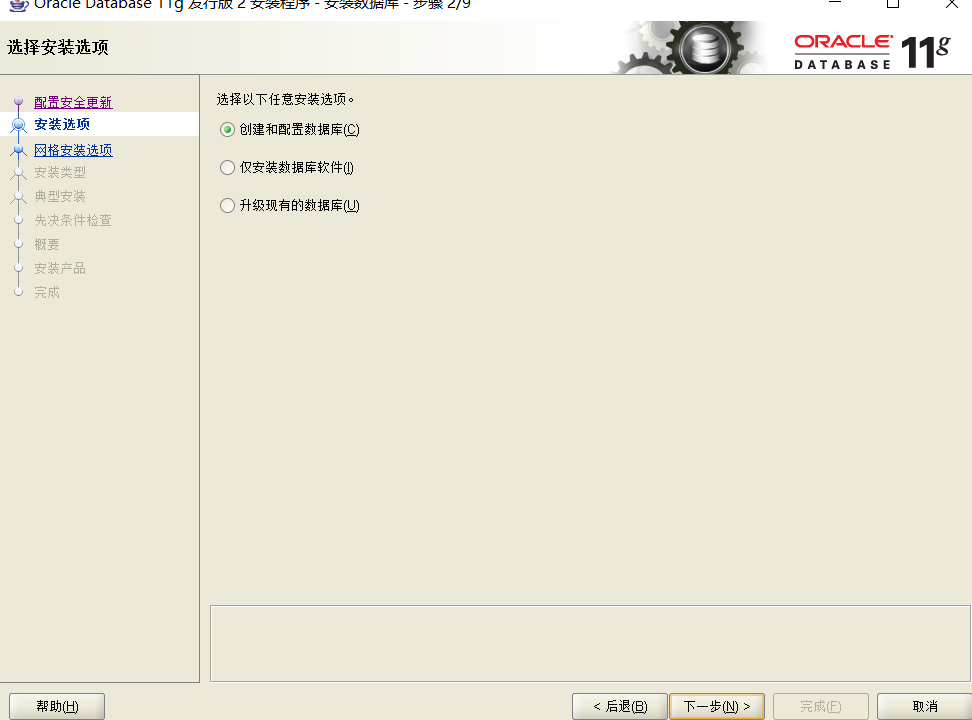 Oracle Database 11g 发行版 2 安装程序 - 安装数据库 - 步骤 2/9
选择安装选项
ORACLE
DATABASE
11g
配置安全更新
安装选项
网格安装选项
安装类型
典型安装
先决条件检查
概要
安装产品
完成
选择以下任意安装选项。
创建和配置数据库(C)
仅安装数据库软件(I)
升级现有的数据库(U)
帮助(H)
< 后退(B)
下一步(N) >
完成(F)
取消